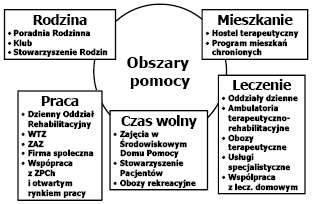 Rodzina
• Poradnia Rodzinna
• Klub
• Stowarzyszenie Rodzin
Mieszkanie
• Hostel terapeutyczny
• Program mieszkań
chronionych
Obszary
pomocy
Praca
• Dzienny Oddział
Rehabilitacyjny
• WTZ
• ZAZ
• Firma społeczna
• Wspópraca
z ZPCh
i otwartym
rynkiem pracy
Czas wolny
• Zajęcia w
Środowiskowym
Domu Pomocy
• Stowarzyszenie
Pacjentów
• Obozy rekreacyjne
Leczenie
• Oddziały dzienne
• Ambulatoria
terapeutyczno-
rehabilitacyjne
• Obozy
terapeutyczne
• Usługi
specjalistyczne
• Współpraca
z lecz. domowym